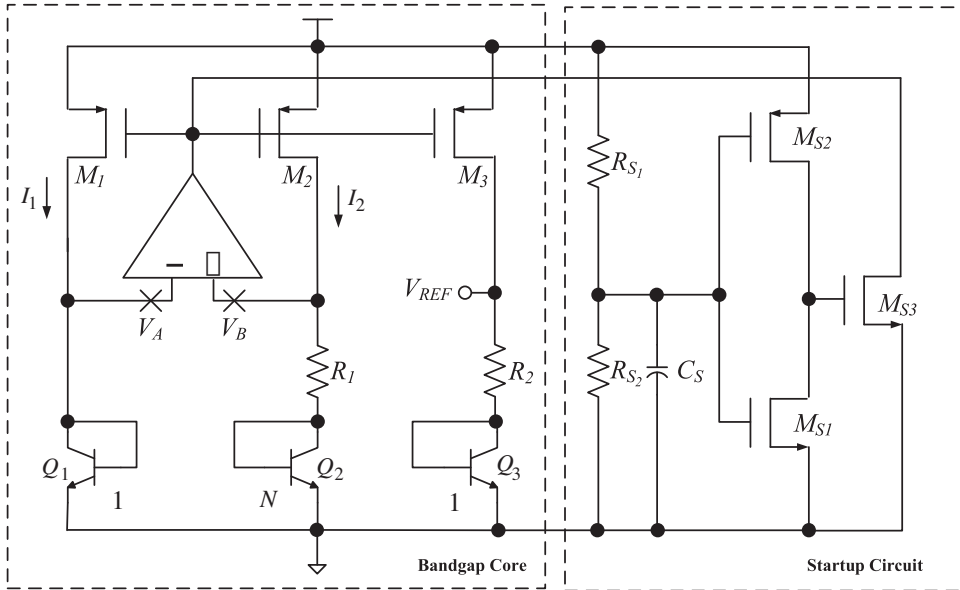 M1
M2
M3
I1
I2
RS1
MS2
VA
VB
VREF
MS3
R1
R2
RS2
CS
MS1
Q1
Q2
Q3
1
N
1
Bandgap Core
Startup Circuit